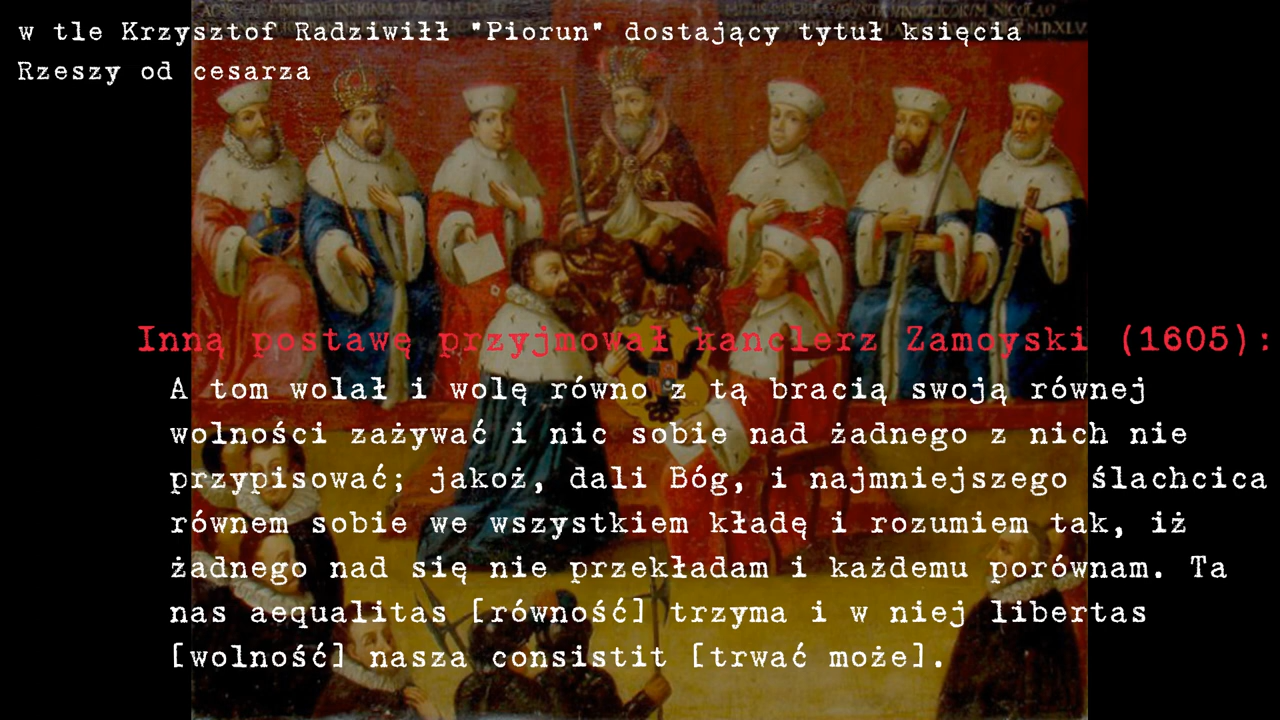 w tle Krzysztof Radziwiłł "Piorun" dostający tytuł księcia
Rzeszy od cesarza
Inną postawę przyjmował kanclerz Zamoyski (1605):
A tom wolał i wolę równo z tą bracią swoją równej
wolności zażywać i nic sobie nad żadnego z nich nie
przypisować; jakoż, dali Bóg, i najmniejszego ślachcica
równem sobie we wszystkiem kładę i rozumiem tak, iż
żadnego nad się nie przekładam i każdemu porównam. Ta
nas aequalitas [równość] trzyma i w niej libertas
[wolność] nasza consistit [trwać może].